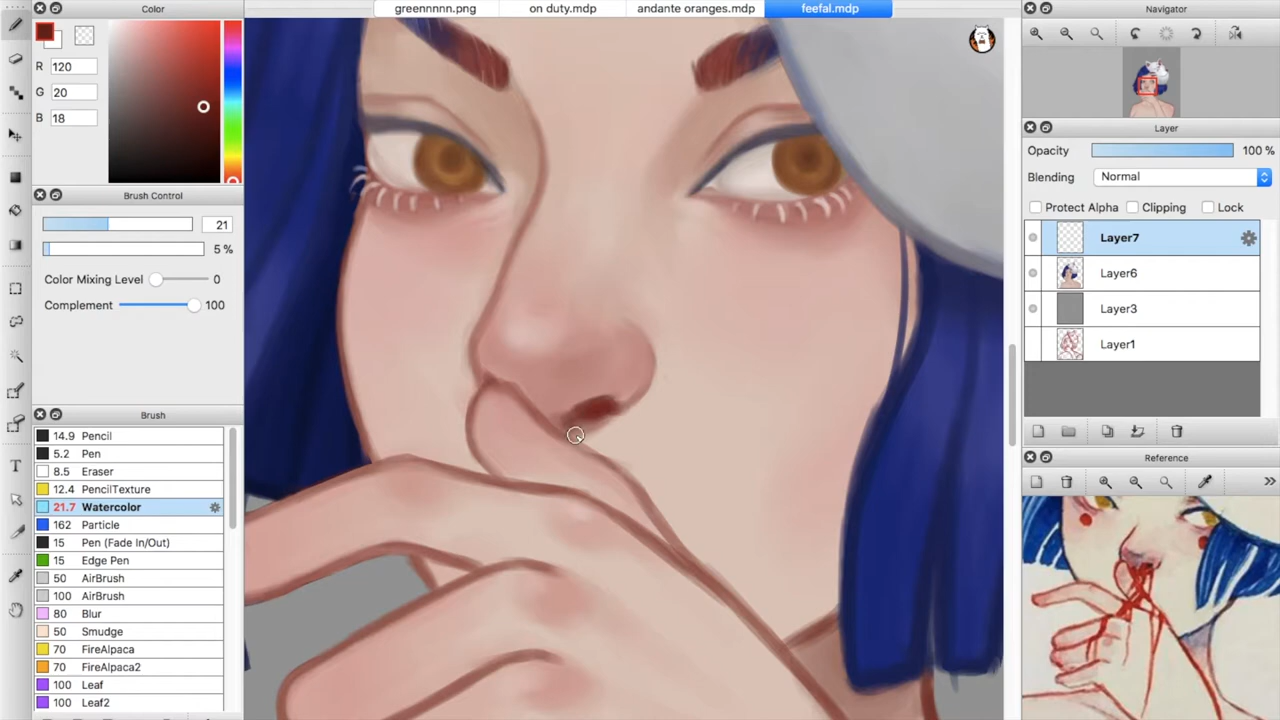 Color
R 120
G 20
B 18
Brush Control
21
5 %
Color Mixing Level 0
Complement 100
Brush
14.9 Pencil
5.2 Pen
8.5 Eraser
12.4 PencilTexture
21.7 Watercolor
162 Particle
15 Pen (Fade In/Out)
10 Edge Pen
50 AirBrush
100 AirBrush
80 Blur
50 Smudge
70 FireAlpaca
70 FireAlpaca2
100 Leaf
100 Leaf2
greennnnn.png on duty.mdp andante oranges.mdp feefal.mdp
Navigator
Layer
Opacity 100 %
Blending Normal
Protect Alpha Clipping Lock
Layer7
Layer6
Layer3
Layer1
Reference